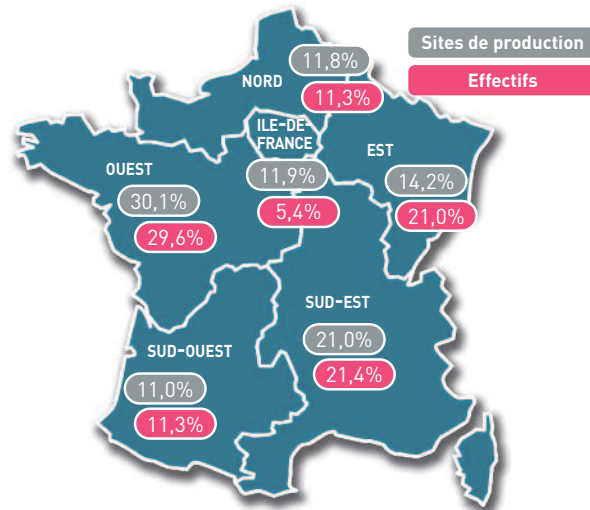 Sites de production
Effectifs
NORD
11,8%
11,3%
ILE-DE-
FRANCE
11,9%
5,4%
EST
14,2%
21,0%
OUEST
30,1%
29,6%
SUD-EST
21,0%
21,4%
SUD-OUEST
11,0%
11,3%